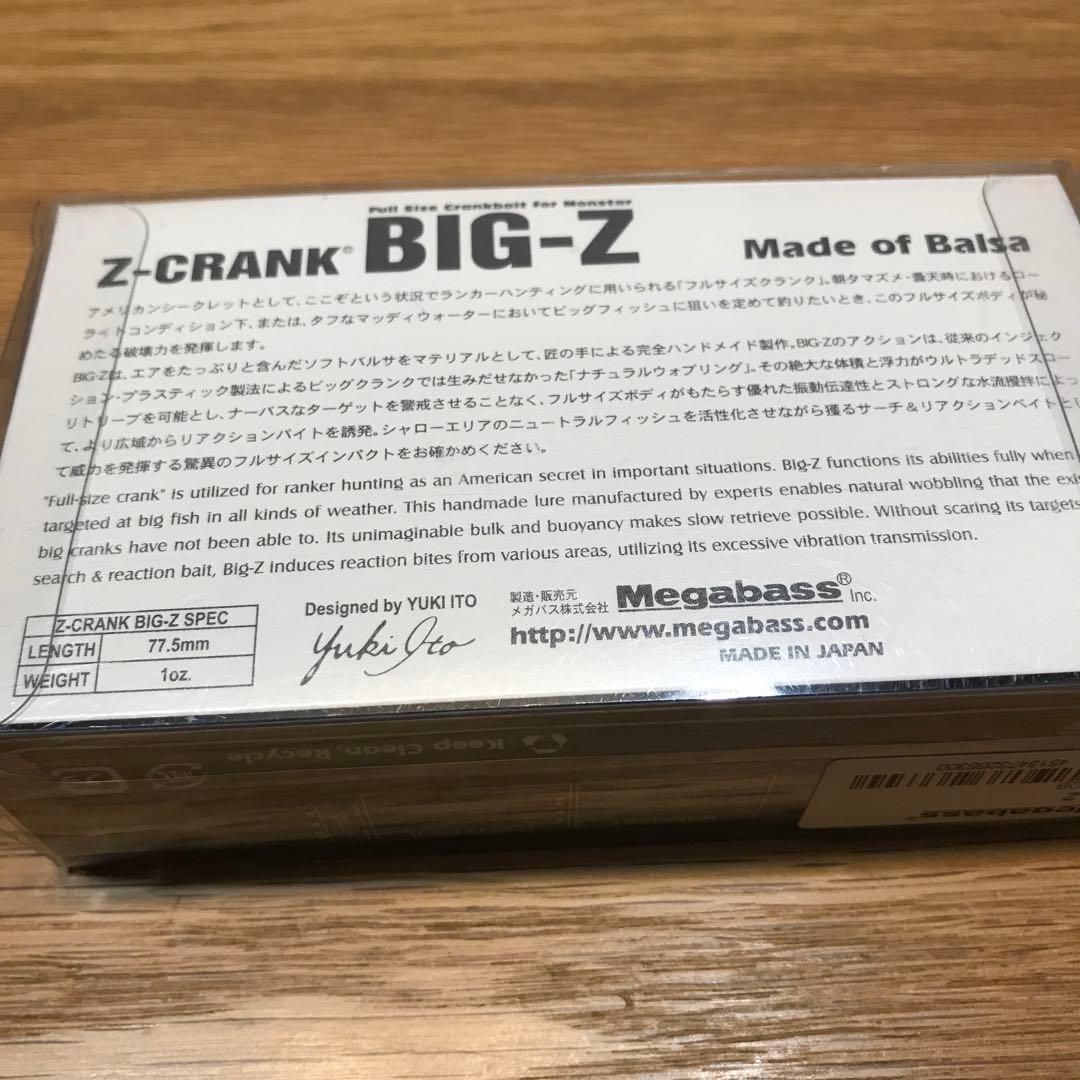 Full Size Crankbait For Monstar
Z-CRANK® BIG-Z Made of Balsa
アメリカンシークレットとして、ここぞという状況でランカーハンティングに用いられる「フルサイズクランク」。朝夕マズメ・曇天時におけるロー
ライトコンディション下、または、タフなマッディウォーターにおいてビッグフィッシュに狙いを定めて釣りたいとき、このフルサイズボディが秘
めたる破壊力を発揮します。
BIG-Zは、エアをたっぷりと含んだソフトバルサをマテリアルとして、匠の手による完全ハンドメイド製作。BIG-Zのアクションは、従来のインジェク
ション・プラスティック製法によるビッグクランクでは生みだせなかった「ナチュラルウォブリング」。その絶大な体積と浮力がウルトラデッドスロー
リトリーブを可能とし、ナーバスなターゲットを警戒させることなく、フルサイズボディがもたらす優れた振動伝達性とストロングな水流攪拌によっ
て、より広域からリアクションバイトを誘発。シャローエリアのニュートラルフィッシュを活性化させながら獲るサーチ&リアクションベイトとし
て威力を発揮する驚異のフルサイズインパクトをお確かめください。
"Full-size crank" is utilized for ranker hunting as an American secret in important situations. Big-Z functions its abilities fully when
targeted at big fish in all kinds of weather. This handmade lure manufactured by experts enables natural wobbling that the exis
big cranks have not been able to. Its unimaginable bulk and buoyancy makes slow retrieve possible. Without scaring its targets
search & reaction bait, Big-Z induces reaction bites from various areas, utilizing its excessive vibration transmission.
Z-CRANK BIG-Z SPEC
LENGTH 77.5mm
WEIGHT 1oz.
Designed by YUKI ITO
Yuki Ito
製造・販売元
メガバス株式会社
Megabass® Inc.
http://www.megabass.com
MADE IN JAPAN
Keep Clean, Recycle
egabass®